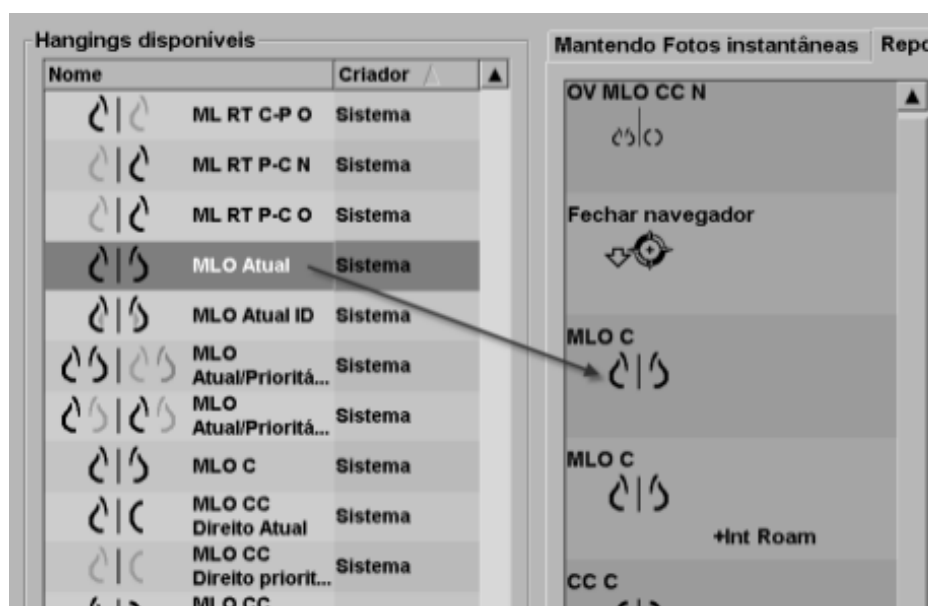 Hangings disponíveis
Nome Criador
ML RT C-P O Sistema
ML RT P-C N Sistema
ML RT P-C O Sistema
MLO Atual Sistema
MLO Atual ID Sistema
MLO
Atual/Prioritá... Sistema
MLO
Atual/Prioritá... Sistema
MLO C Sistema
MLO CC
Direito Atual Sistema
MLO CC
Direito priorit... Sistema
MLO CC
Mantendo Fotos instantâneas Repo
OV MLO CC N
Fechar navegador
MLO C
MLO C
+Int Roam
CC C